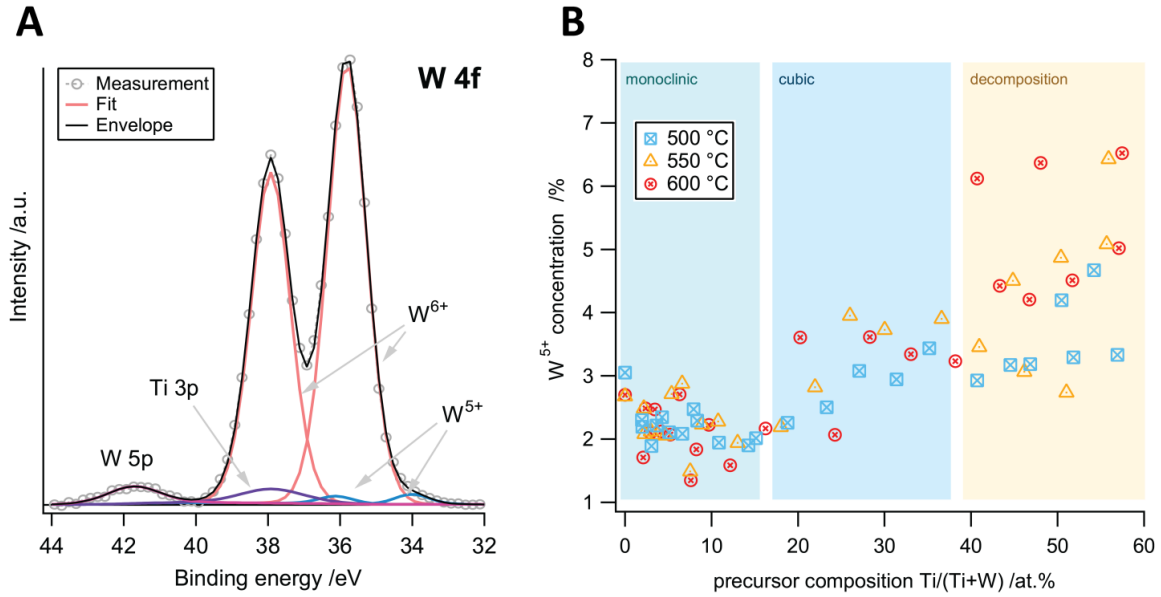 A
W 4f
Measurement
Fit
Envelope
W6+
Ti 3p
W5+
W 5p
Intensity /a.u.
44 42 40 38 36 34 32
Binding energy /eV
B
8
7
6
5
4
3
2
1
W5+ concentration /%
monoclinic
cubic
decomposition
500 °C
550 °C
600 °C
0 10 20 30 40 50 60
precursor composition Ti/(Ti+W) /at.%